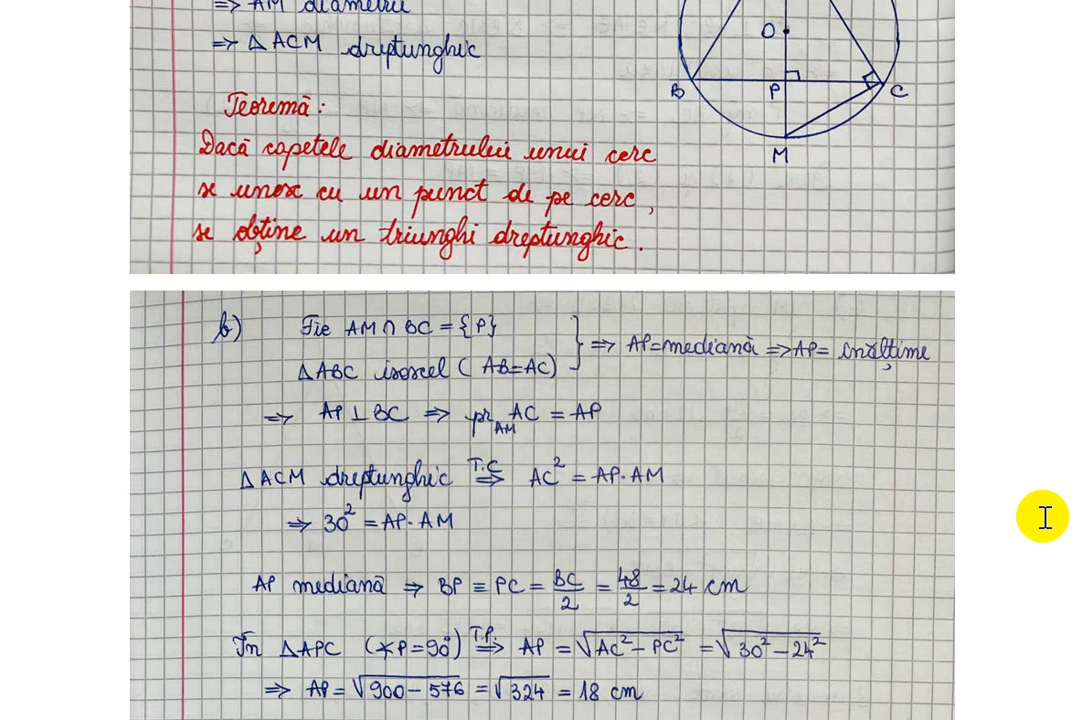 => AM diametru
=> Δ ACM dreptunghic
O
B
P
C
M
Teoremă:
Dacă capetele diametrului unui cerc
se unesc cu un punct de pe cerc,
se obține un triunghi dreptunghic.
b) Fie AM ∩ BC = {P}
ΔABC isoscel (AB=AC) } => AP=mediană => AP= înălțime
=> AP ⊥ BC => pr_AM AC = AP
ΔACM dreptunghic T.C => AC² = AP·AM
=> 30² = AP·AM
AP mediană => BP ≡ PC = BC/2 = 48/2 = 24 cm
În ΔAPC (∢P=90°) T.P. => AP = √AC²-PC² = √30²-24²
=> AP = √900-576 = √324 = 18 cm